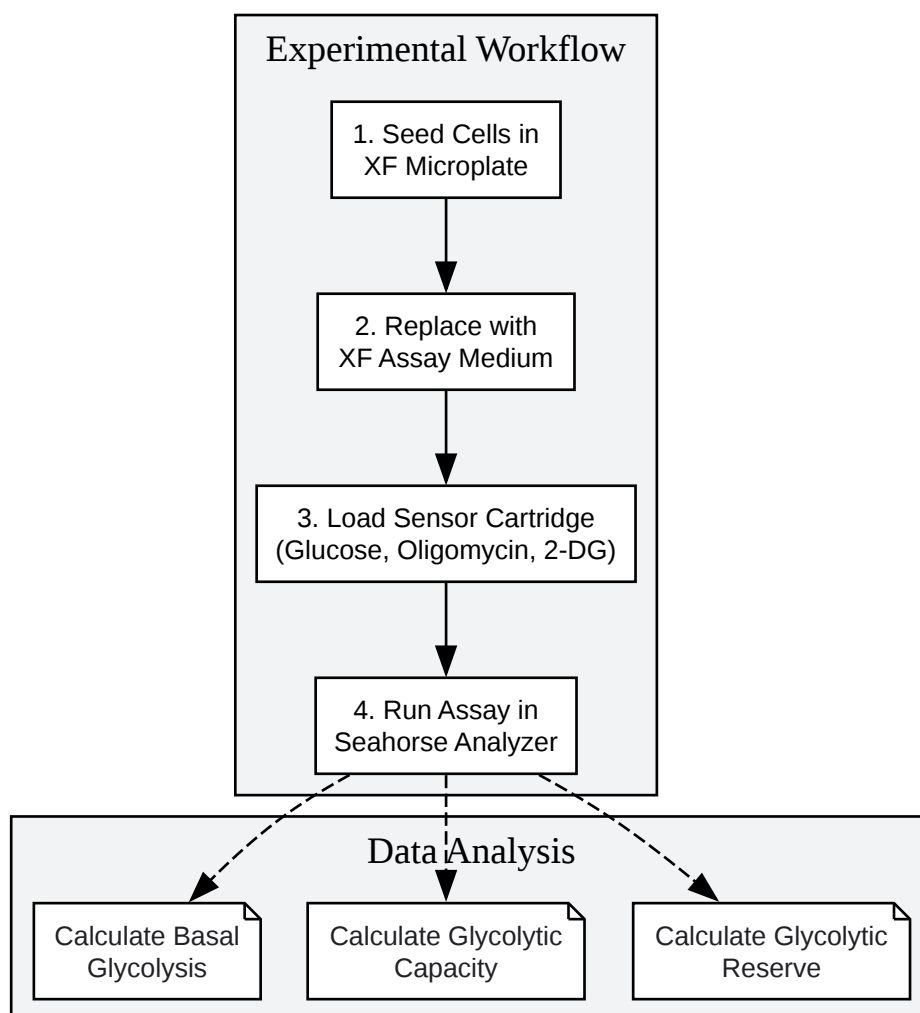 Experimental Workflow
1. Seed Cells in
XF Microplate
2. Replace with
XF Assay Medium
3. Load Sensor Cartridge
(Glucose, Oligomycin, 2-DG)
4. Run Assay in
Seahorse Analyzer
Data Analysis
Calculate Basal
Glycolysis
Calculate Glycolytic
Capacity
Calculate Glycolytic
Reserve